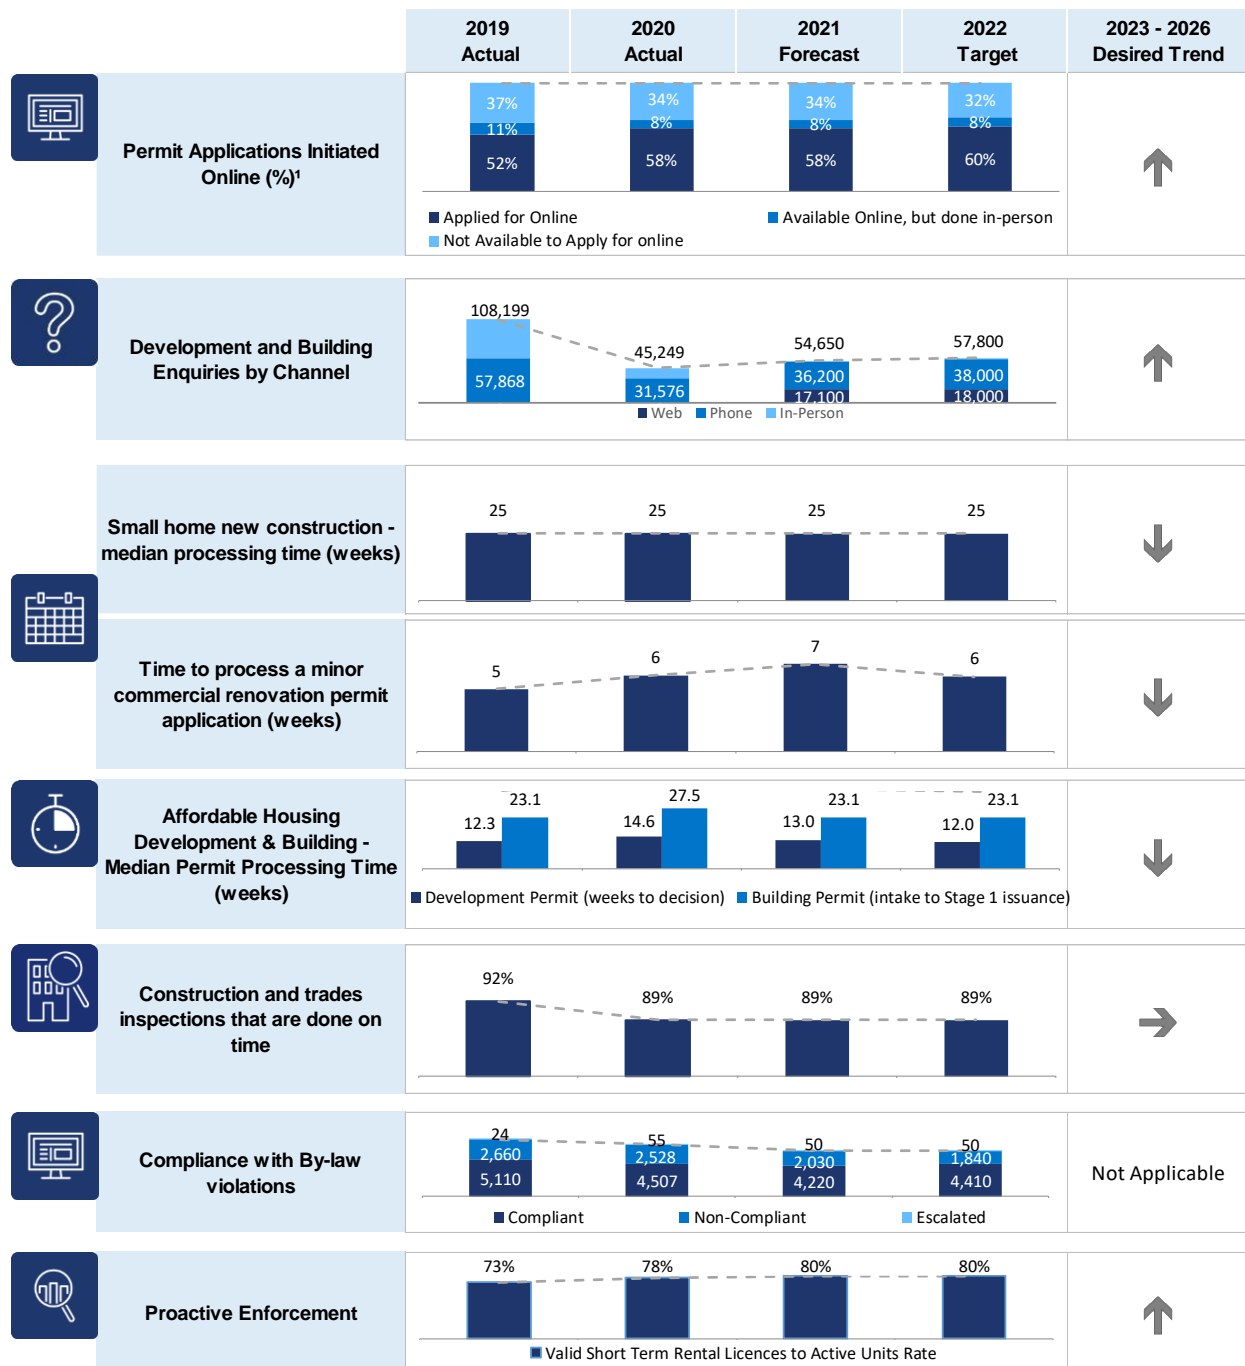 2019 Actual
2020 Actual
2021 Forecast
2022 Target
2023 - 2026 Desired Trend
Permit Applications Initiated
Online (%)¹
37% 34% 34% 32%
11% 8% 8% 8%
52% 58% 58% 60%
Applied for Online
Available Online, but done in-person
Not Available to Apply for online
Development and Building
Enquiries by Channel
108,199 45,249 54,650 57,800
57,868 31,576 36,200 38,000
17,100 18,000
Web Phone In-Person
Small home new construction -
median processing time (weeks)
25 25 25 25
Time to process a minor
commercial renovation permit
application (weeks)
5 6 7 6
Affordable Housing
Development & Building -
Median Permit Processing Time
(weeks)
12.3 23.1 14.6 27.5 13.0 23.1 12.0 23.1
Development Permit (weeks to decision)
Building Permit (intake to Stage 1 issuance)
Construction and trades
inspections that are done on
time
92% 89% 89% 89%
Compliance with By-law
violations
24 55 50 50
2,660 2,528 2,030 1,840
5,110 4,507 4,220 4,410
Compliant Non-Compliant Escalated
Not Applicable
Proactive Enforcement
73% 78% 80% 80%
Valid Short Term Rental Licences to Active Units Rate